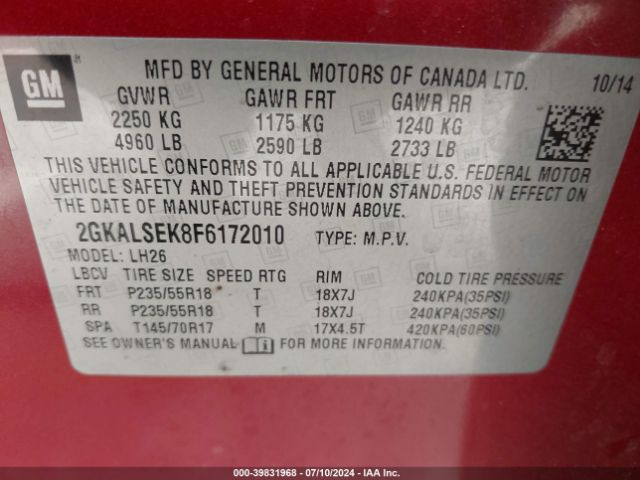 GM
MFD BY GENERAL MOTORS OF CANADA LTD. 10/14
GVWR GAWR FRT GAWR RR
2250 KG 1175 KG 1240 KG
4960 LB 2590 LB 2733 LB
THIS VEHICLE CONFORMS TO ALL APPLICABLE U.S. FEDERAL MOTOR
VEHICLE SAFETY AND THEFT PREVENTION STANDARDS IN EFFECT ON
THE DATE OF MANUFACTURE SHOWN ABOVE.
2GKALSEK8F6172010 TYPE: M.P.V.
MODEL: LH26
LBCV TIRE SIZE SPEED RTG RIM COLD TIRE PRESSURE
FRT P235/55R18 T 18X7J 240KPA(35PSI)
RR P235/55R18 T 18X7J 240KPA(35PSI)
SPA T145/70R17 M 17X4.5T 420KPA(60PSI)
SEE OWNER'S MANUAL FOR MORE INFORMATION.
000-39831968 - 07/10/2024 - IAA Inc.